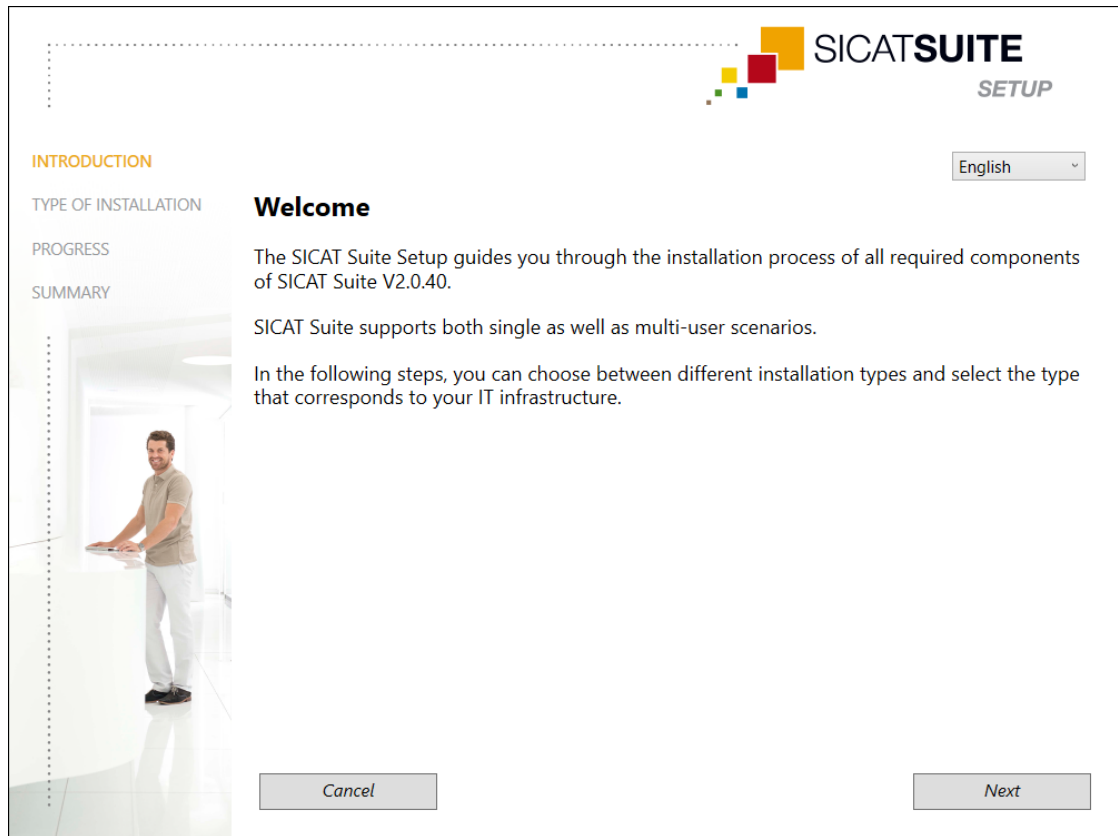 SICATSUITE
SETUP
INTRODUCTION
TYPE OF INSTALLATION
PROGRESS
SUMMARY
English
Welcome
The SICAT Suite Setup guides you through the installation process of all required components
of SICAT Suite V2.0.40.
SICAT Suite supports both single as well as multi-user scenarios.
In the following steps, you can choose between different installation types and select the type
that corresponds to your IT infrastructure.
Cancel
Next